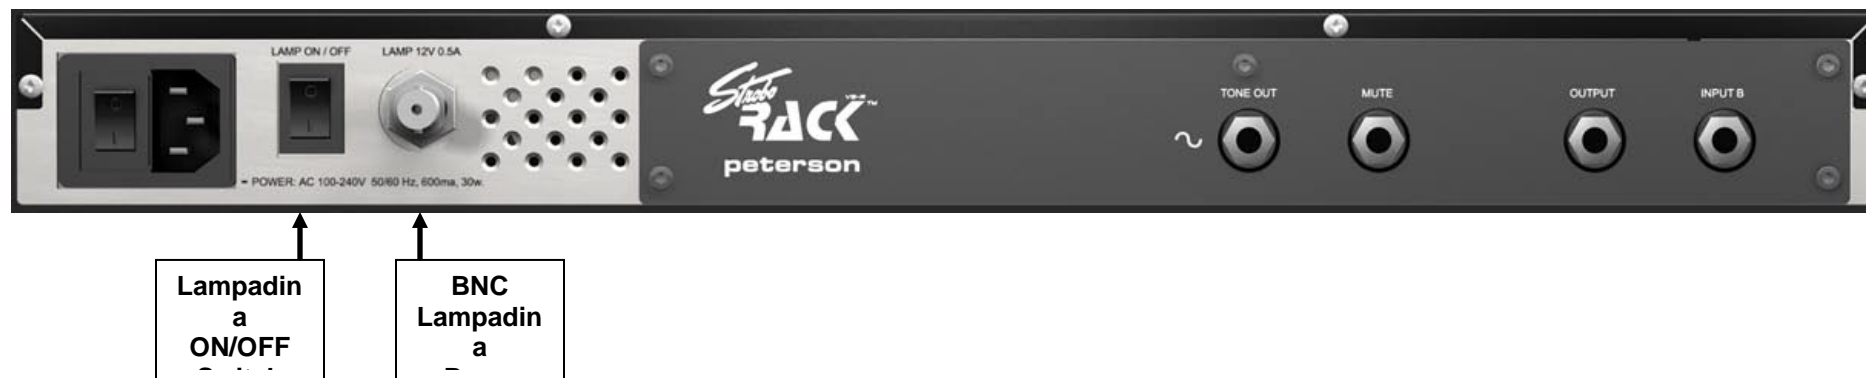 LAMP ON / OFF
LAMP 12V 0.5A
POWER: AC 100-240V 50/60 Hz, 600ma, 30w.
Strobo
RACK
peterson
TONE OUT
MUTE
OUTPUT
INPUT B
Lampadin
a
ON/OFF
BNC
Lampadin
a